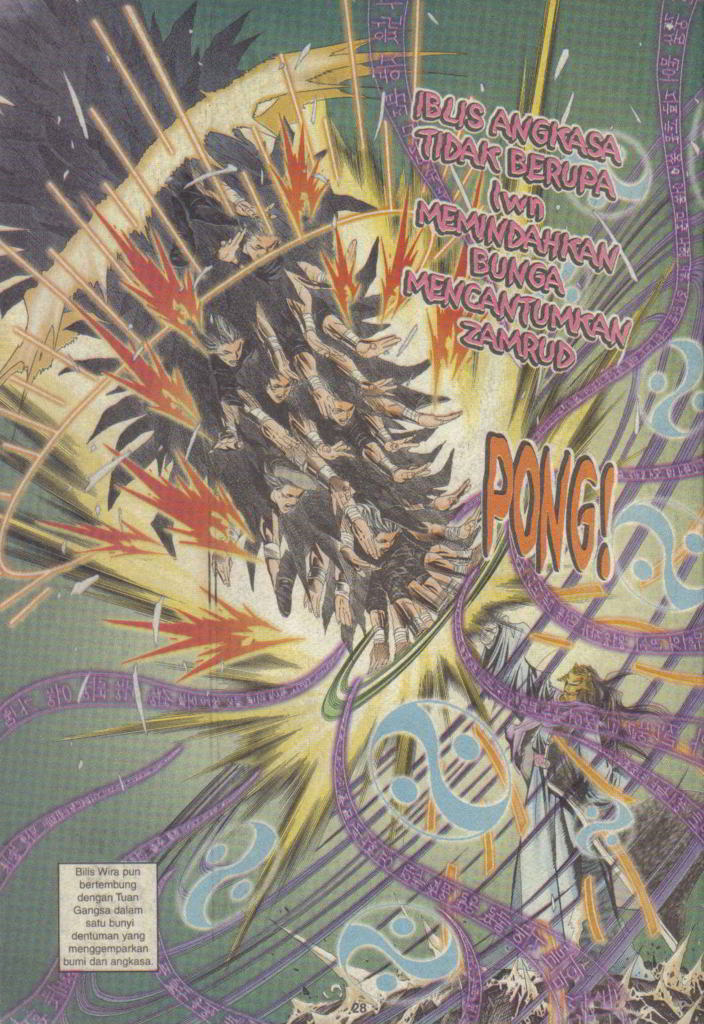 IBLIS ANGKASA
TIDAK BERUPA
lwn
MEMINDAHKAN
BUNGA
MENCANTUMKAN
ZAMRUD
PONG!
Bilis Wira pun
bertembung
dengan Tuan
Gangsa dalam
satu bunyi
dentuman yang
menggemparkan
bumi dan angkasa.
28